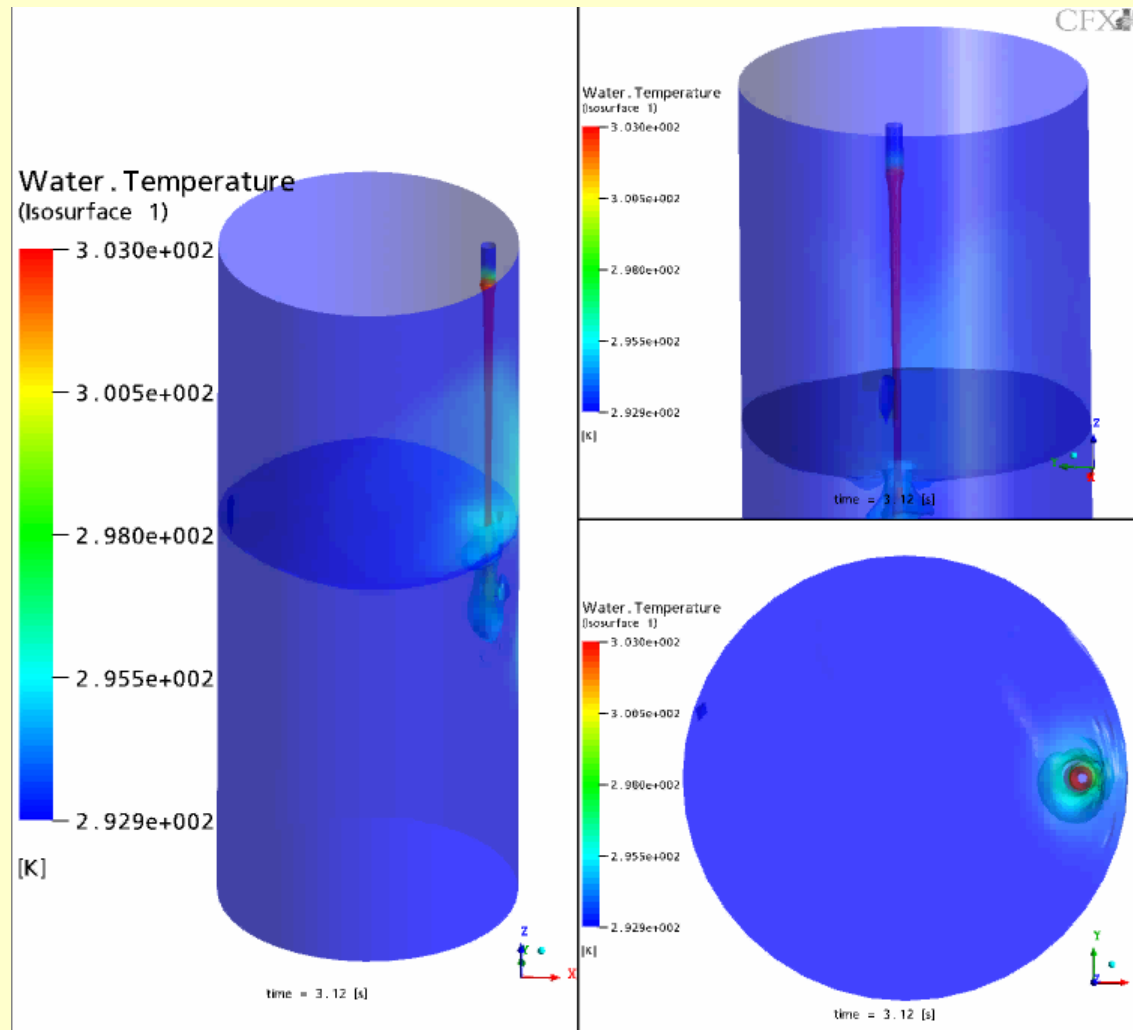 Water.Temperature
(Isosurface 1)
3.030e+002
3.005e+002
2.980e+002
2.955e+002
2.929e+002
[K]
Z
Y
X
time = 3.12 [s]
CFX
Water.Temperature
(Isosurface 1)
3.030e+002
3.005e+002
2.980e+002
2.955e+002
2.929e+002
[K]
Z
Y
X
time = 3.12 [s]
Water.Temperature
(Isosurface 1)
3.030e+002
3.005e+002
2.980e+002
2.955e+002
2.929e+002
[K]
Y
time = 3.12 [s]